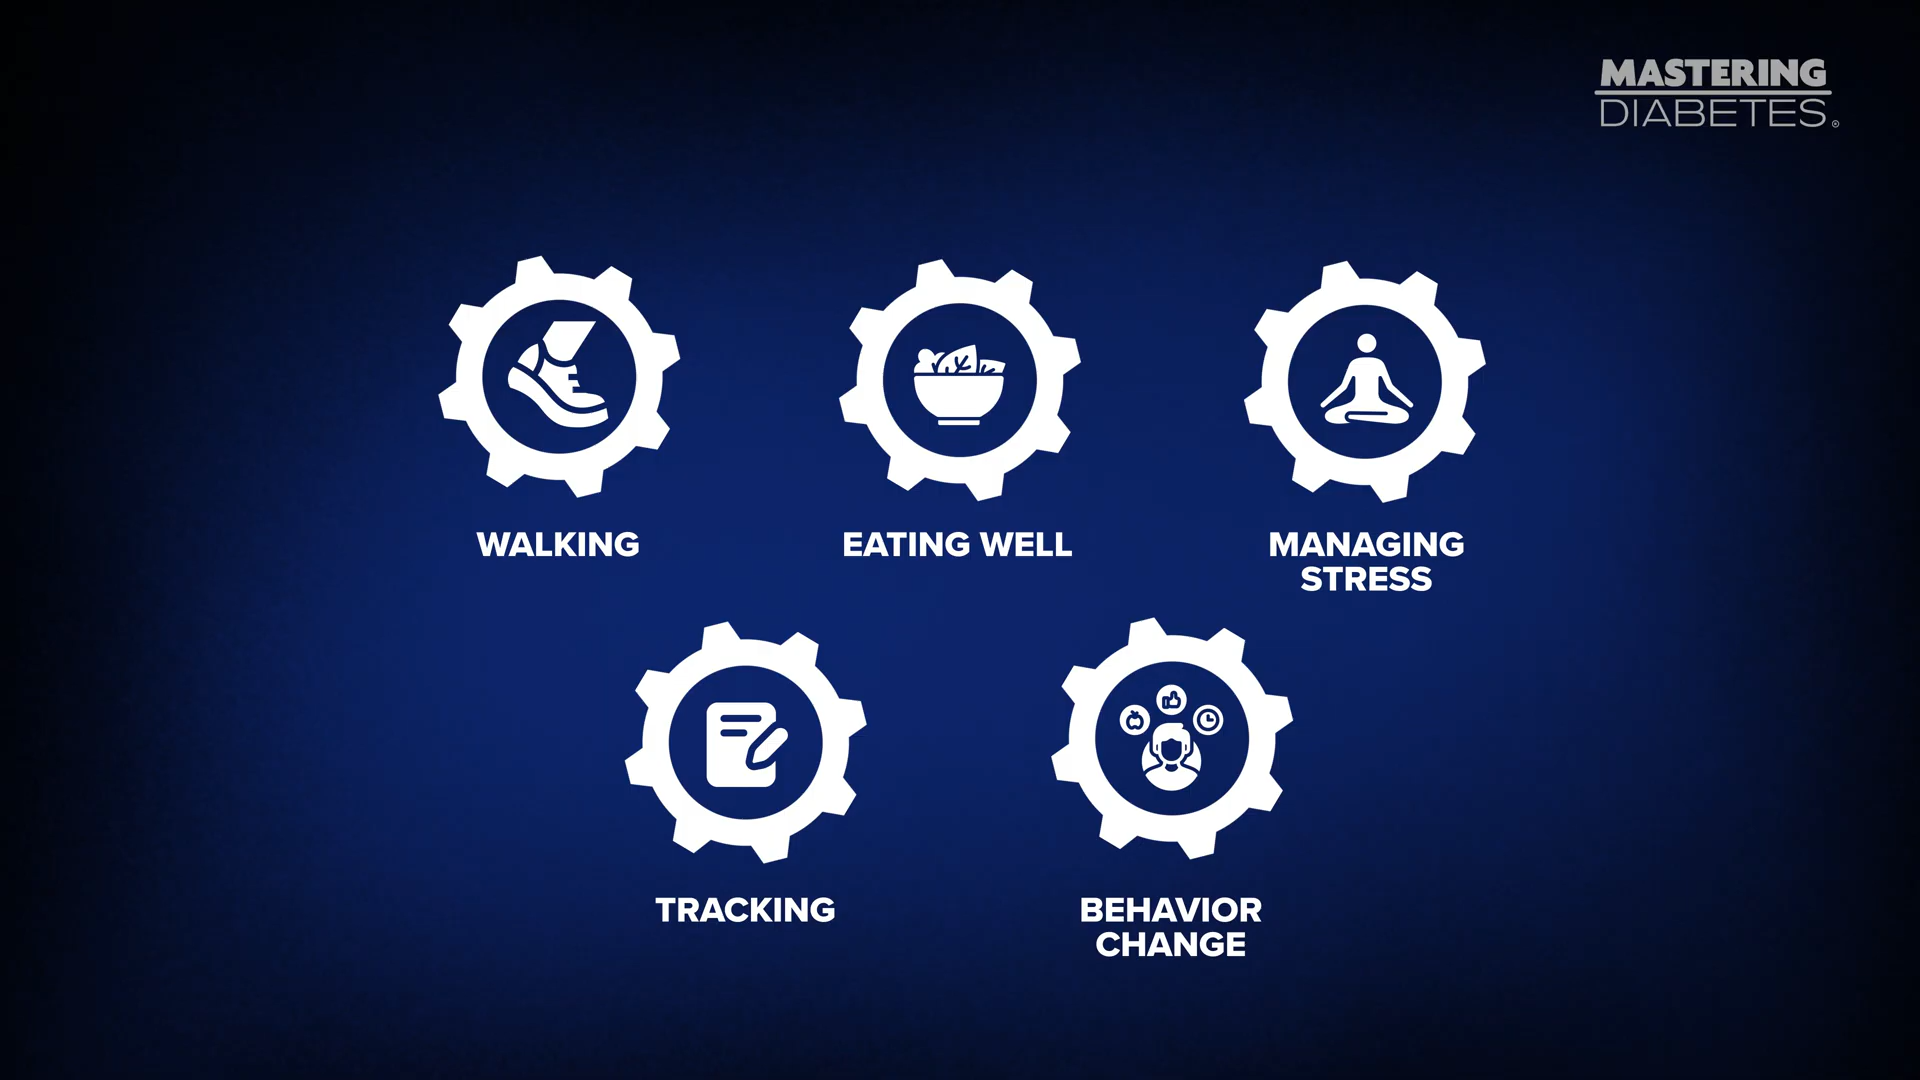 MASTERING
DIABETES®
WALKING
EATING WELL
MANAGING
STRESS
TRACKING
BEHAVIOR
CHANGE